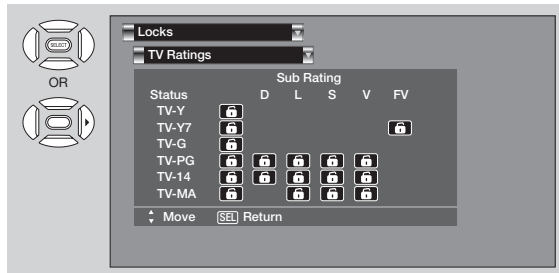 SELECT
OR
Locks
TV Ratings
Sub Rating
Status D L S V FV
TV-Y
TV-Y7
TV-G
TV-PG
TV-14
TV-MA
Move SEL Return